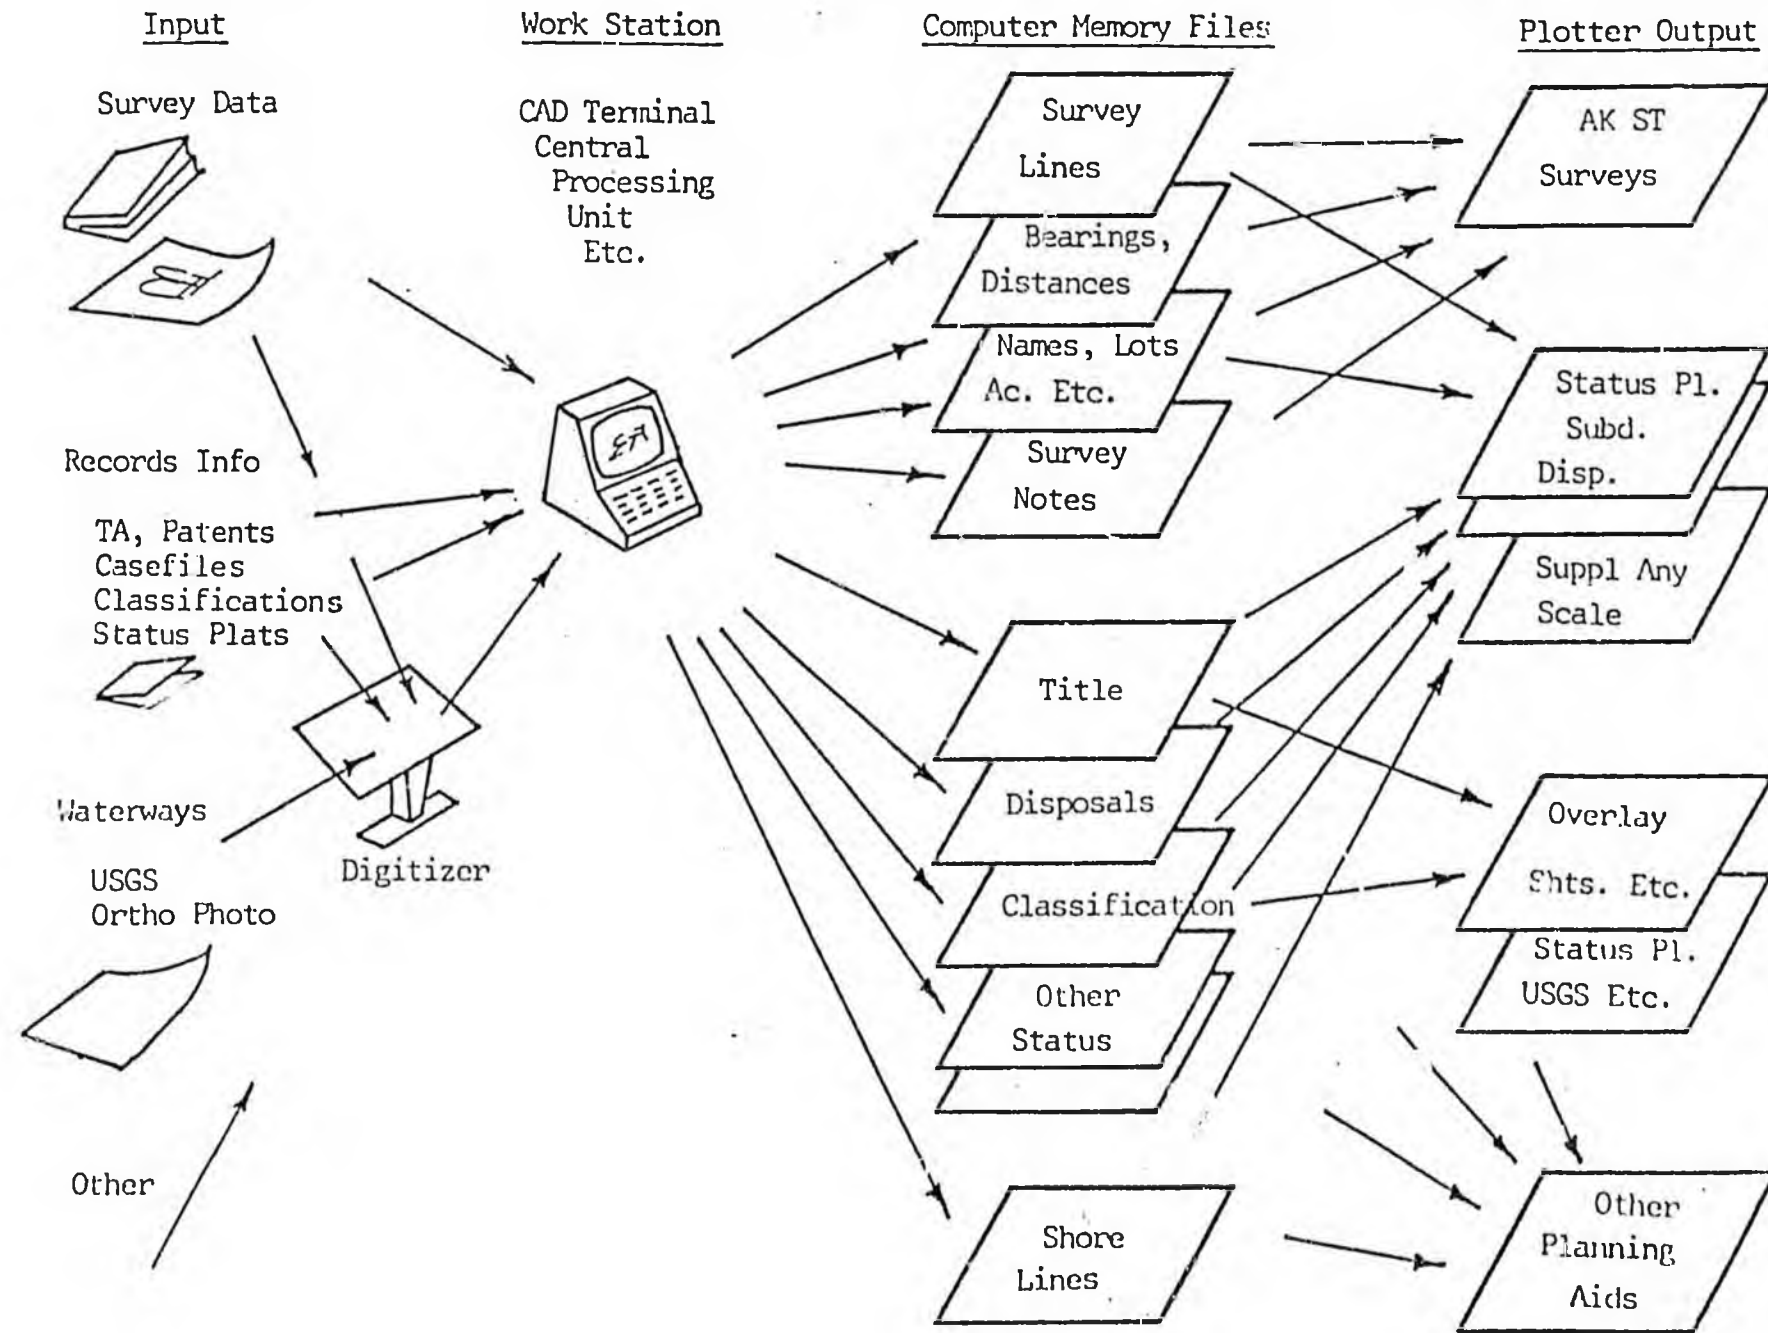 Input
Survey Data
Records Info
TA, Patents
Casefiles
Classifications
Status Plats
Waterways
USGS
Ortho Photo
Other
Digitizer
Work Station
CAD Terminal
Central
Processing
Unit
Etc.
Computer Memory Files
Survey
Lines
Bearings,
Distances
Names, Lots
Ac. Etc.
Survey
Notes
Title
Disposals
Classification
Other
Status
Shore
Lines
Plotter Output
AK ST
Surveys
Status Pl.
Subd.
Disp.
Suppl Any
Scale
Overlay
Shts. Etc.
Status Pl.
USGS Etc.
Other
Planning
Aids